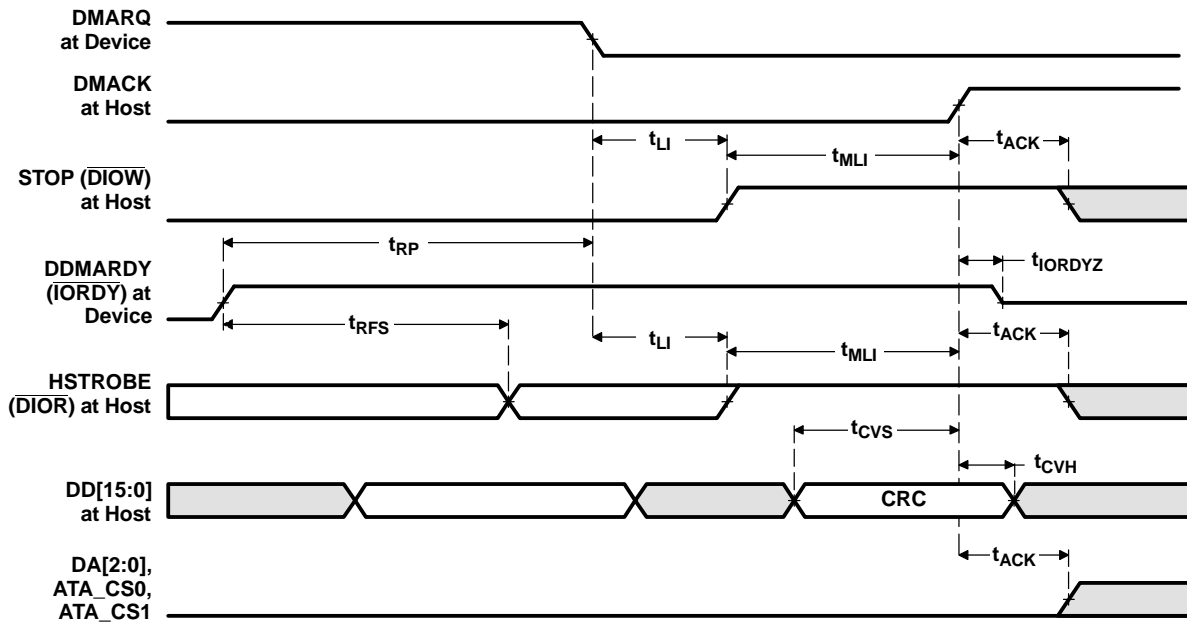 DMARQ
at Device
DMACK
at Host
tLI
tMLI
tACK
STOP (DIOW)
at Host
tRP
tIORDYZ
DDMARDY
(IORDY) at
Device
tRFS
tLI
tMLI
tACK
HSTROBE
(DIOR) at Host
tCVS
tCVH
DD[15:0]
at Host
CRC
tACK
DA[2:0],
ATA_CS0,
ATA_CS1